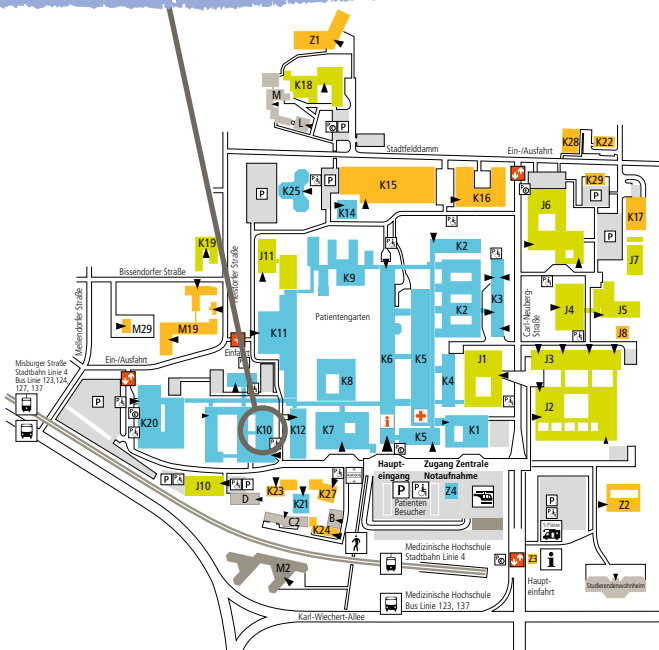 Z1
K18
M
L
P
Stadtfelddamm
K28
K22
Ein-/Ausfahrt
P
K25
K15
K14
K16
K29
P
J6
K17
K19
J11
K2
P
J7
Bissendorfer Straße
K9
K3
Mellendorfer Straße
Nußriede
M29
M19
Patientengarten
K2
Carl-Neuberg-
Straße
J4
J5
K11
K6
K5
J8
Misburger Straße
Stadtbahn Linie 4
Bus Linie 123,124,
127, 137
Ein-/Ausfahrt
Einfahrt
K8
K4
J1
J3
J2
P
K20
K10
K12
K7
i
K5
K1
Haupt-
eingang
Zugang Zentrale
Notaufnahme
P P
J10
D
K23
K21
K27
P
Patienten
Besucher
Z4
C2
B
K24
P
5 Plätze
Z2
M2
Medizinische Hochschule
Stadtbahn Linie 4
Z3
i
Haupt-
einfahrt
Studierendenwohnheim
Medizinische Hochschule
Bus Linie 123, 137
Karl-Wiechert-Allee